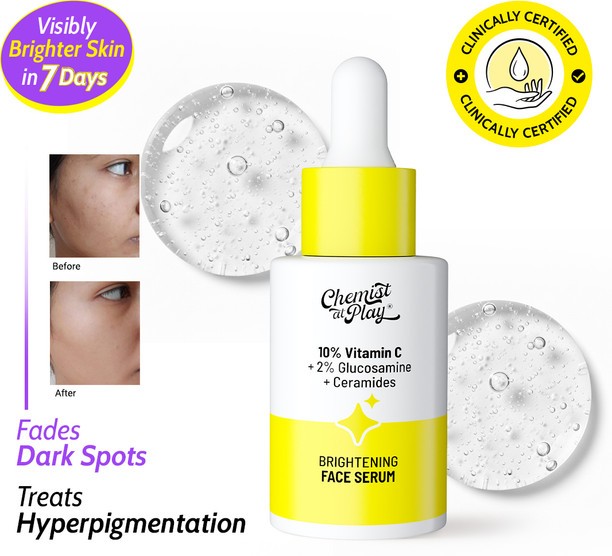 Visibly
Brighter Skin
in 7 Days
CLINICALLY CERTIFIED
CLINICALLY CERTIFIED
Before
After
Fades
Dark Spots
Treats
Hyperpigmentation
Chemist
at Play®
10% Vitamin C
+ 2% Glucosamine
+ Ceramides
BRIGHTENING
FACE SERUM